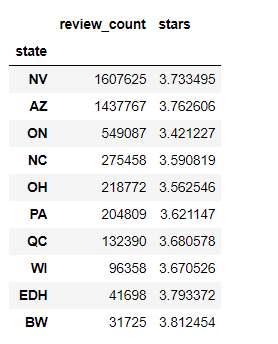 review_count stars
state
NV 1607625 3.733495
AZ 1437767 3.762606
ON 549087 3.421227
NC 275458 3.590819
OH 218772 3.562546
PA 204809 3.621147
QC 132390 3.680578
WI 96358 3.670526
EDH 41698 3.793372
BW 31725 3.812454